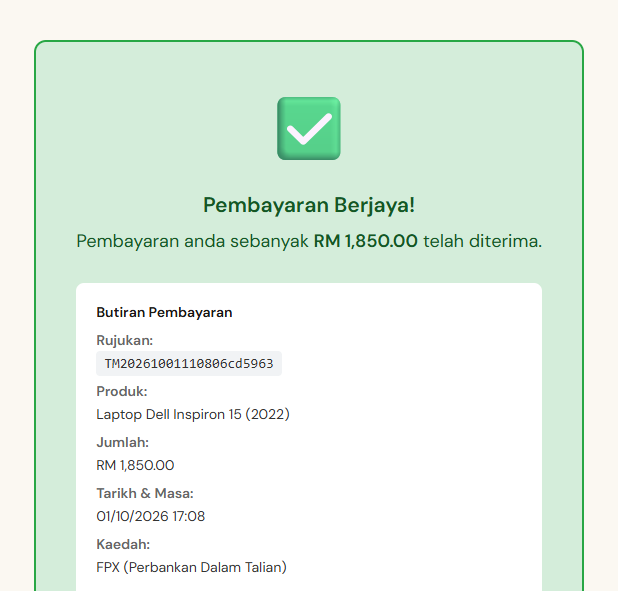 Pembayaran Berjaya!
Pembayaran anda sebanyak RM 1,850.00 telah diterima.
Butiran Pembayaran
Rujukan:
TM20261001110806cd5963
Produk:
Laptop Dell Inspiron 15 (2022)
Jumlah:
RM 1,850.00
Tarikh & Masa:
01/10/2026 17:08
Kaedah:
FPX (Perbankan Dalam Talian)